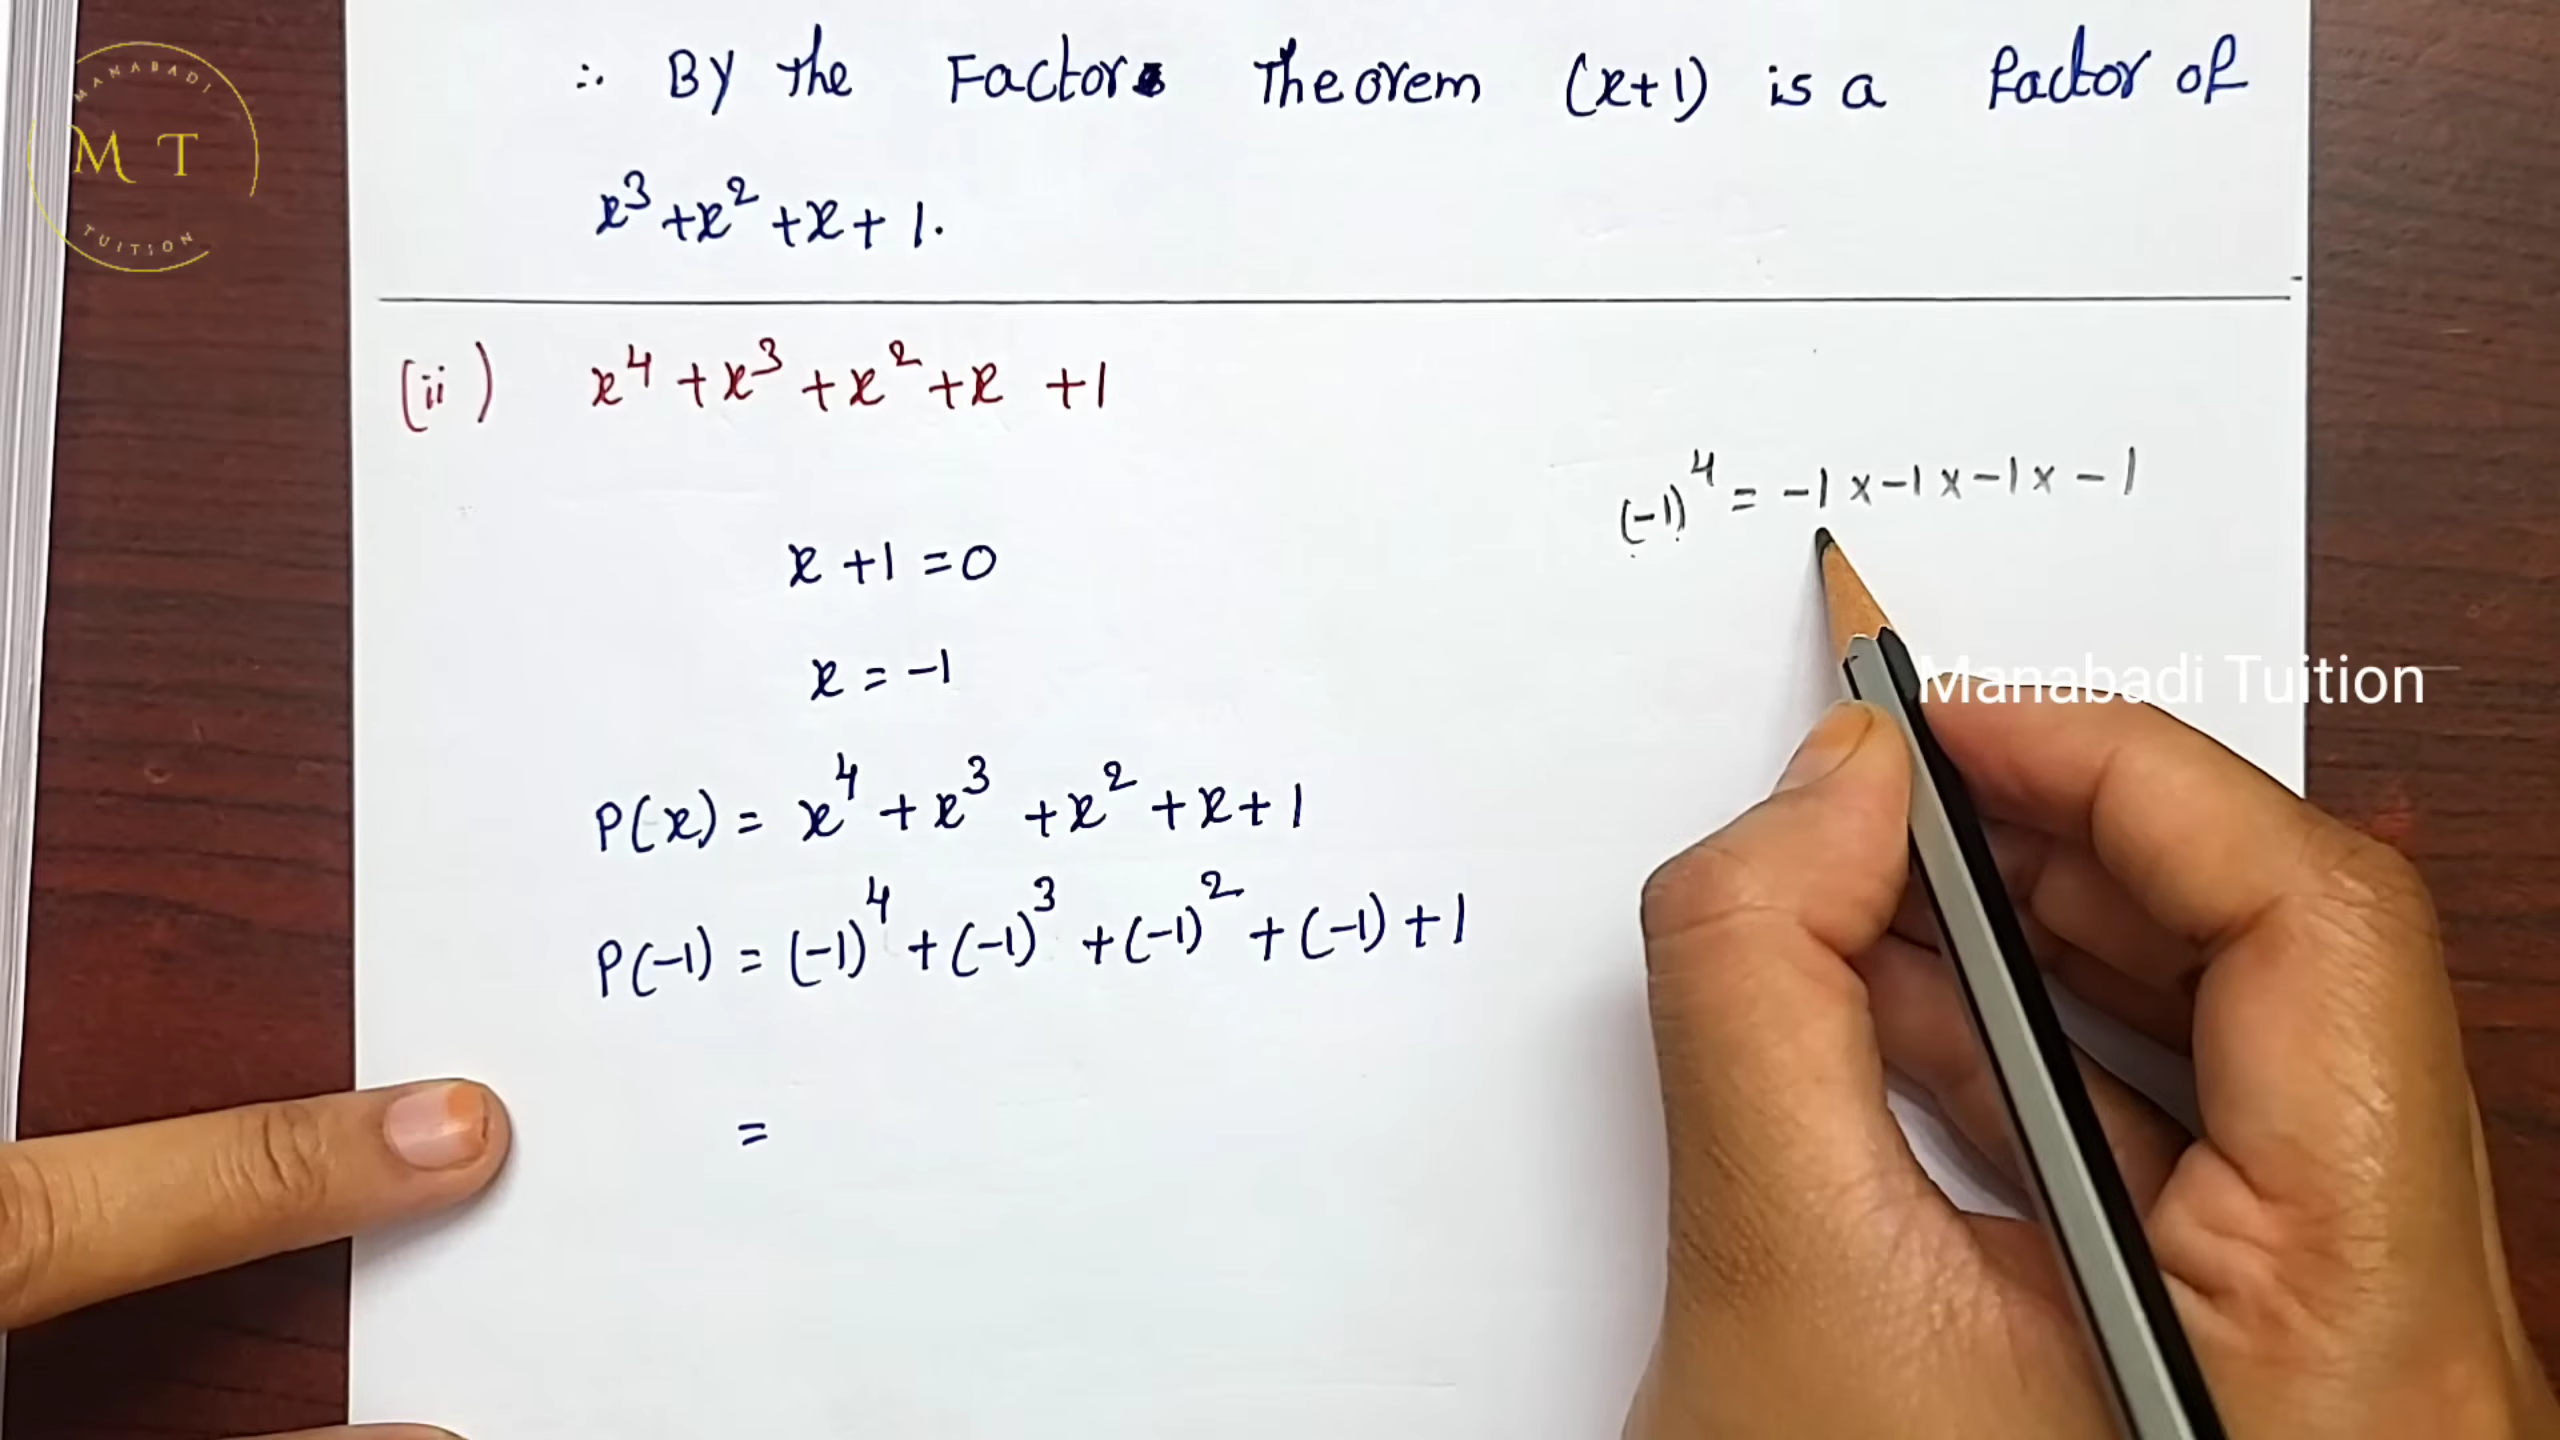 MANABADI
M T
TUITION
∴ By the Factor Theorem (x+1) is a factor of
x³ + x² + x + 1.
(ii) x⁴ + x³ + x² + x + 1
(-1)⁴ = -1 × -1 × -1 × -1
x + 1 = 0
Manabadi Tuition
x = -1
P(x) = x⁴ + x³ + x² + x + 1
P(-1) = (-1)⁴ + (-1)³ + (-1)² + (-1) + 1
=